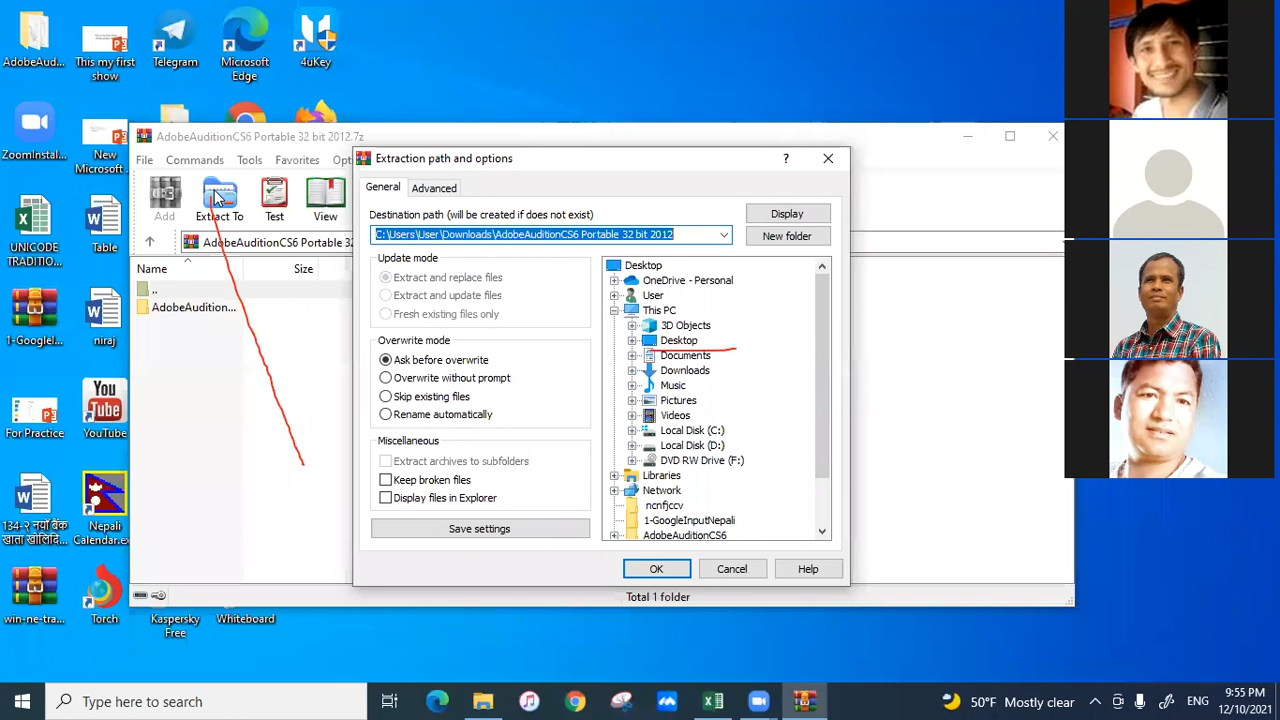 AdobeAud...
This my first
show
Telegram
Microsoft
Edge
4uKey
ZoomInstal...
New
Microsoft ...
UNICODE
TRADITIO...
Table
1-Googlel...
niraj
For Practice
YouTube
You
Tube
134-२ नयाँ बैंक
खाता खोलिदि...
Nepali
Calendar.ex...
win-ne-tra...
Torch
Kaspersky
Free
Whiteboard
AdobeAuditionCS6 Portable 32 bit 2012.7z
File Commands Tools Favorites Opt
Add Extract To Test View
AdobeAuditionCS6 Portable 32
Name Size
..
AdobeAudition...
Total 1 folder
Extraction path and options
? 
General Advanced
Destination path (will be created if does not exist)
Display
C:\Users\User\Downloads\AdobeAuditionCS6 Portable 32 bit 2012
New folder
Update mode
Extract and replace files
Extract and update files
Fresh existing files only
Overwrite mode
Ask before overwrite
Overwrite without prompt
Skip existing files
Rename automatically
Miscellaneous
Extract archives to subfolders
Keep broken files
Display files in Explorer
Save settings
Desktop
OneDrive - Personal
User
This PC
3D Objects
Desktop
Documents
Downloads
Music
Pictures
Videos
Local Disk (C:)
Local Disk (D:)
DVD RW Drive (F:)
Libraries
Network
ncnfjccv
1-GoogleInputNepali
AdobeAuditionCS6
OK Cancel Help
Type here to search
50°F Mostly clear
ENG
9:55 PM
12/10/2021